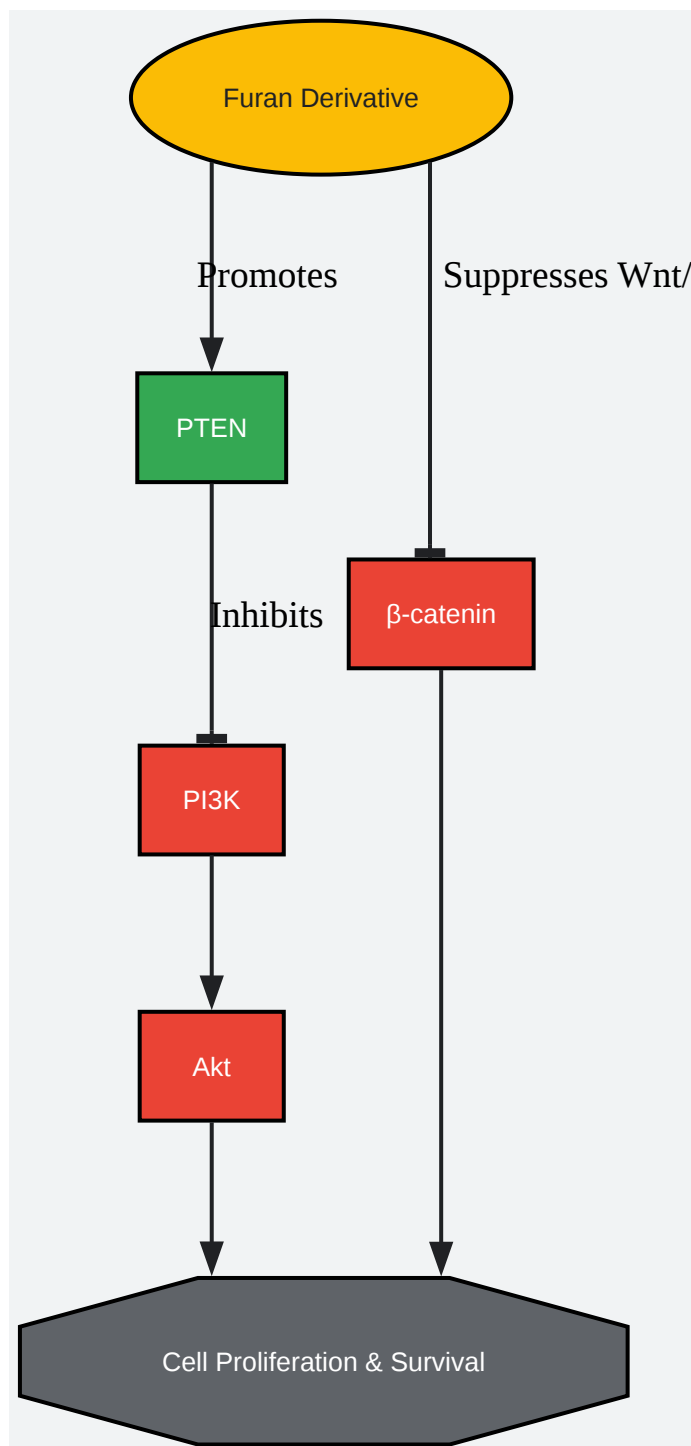 Furan Derivative
Promotes
Suppresses Wnt/
PTEN
Inhibits
β-catenin
PI3K
Akt
Cell Proliferation & Survival